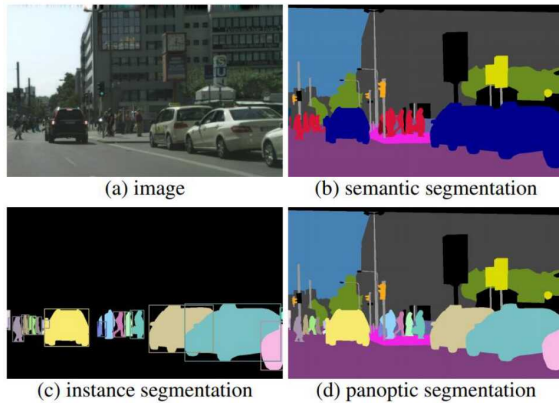 (a) image
(b) semantic segmentation
(c) instance segmentation
(d) panoptic segmentation